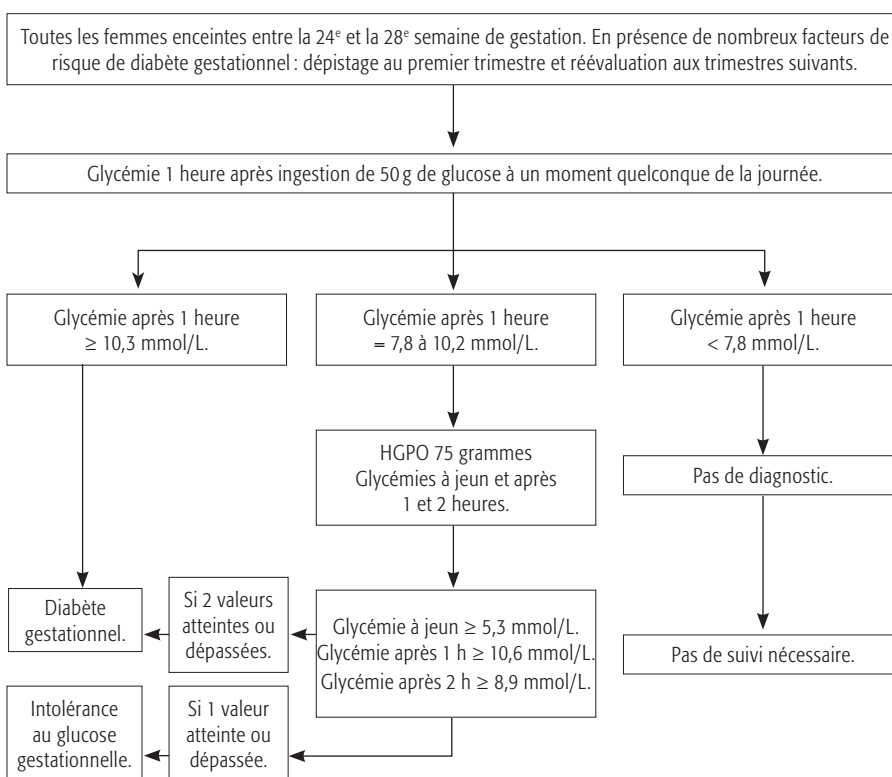 Toutes les femmes enceintes entre la 24e et la 28e semaine de gestation. En présence de nombreux facteurs de
risque de diabète gestationnel : dépistage au premier trimestre et réévaluation aux trimestres suivants.
Glycémie 1 heure après ingestion de 50 g de glucose à un moment quelconque de la journée.
Glycémie après 1 heure
≥ 10,3 mmol/L.
Glycémie après 1 heure
= 7,8 à 10,2 mmol/L.
Glycémie après 1 heure
< 7,8 mmol/L.
HGPO 75 grammes
Glycémies à jeun et après
1 et 2 heures.
Pas de diagnostic.
Diabète
gestationnel.
Si 2 valeurs
atteintes ou
dépassées.
Glycémie à jeun ≥ 5,3 mmol/L.
Glycémie après 1 h ≥ 10,6 mmol/L.
Glycémie après 2 h ≥ 8,9 mmol/L.
Pas de suivi nécessaire.
Intolérance
au glucose
gestationnelle.
Si 1 valeur
atteinte ou
dépassée.